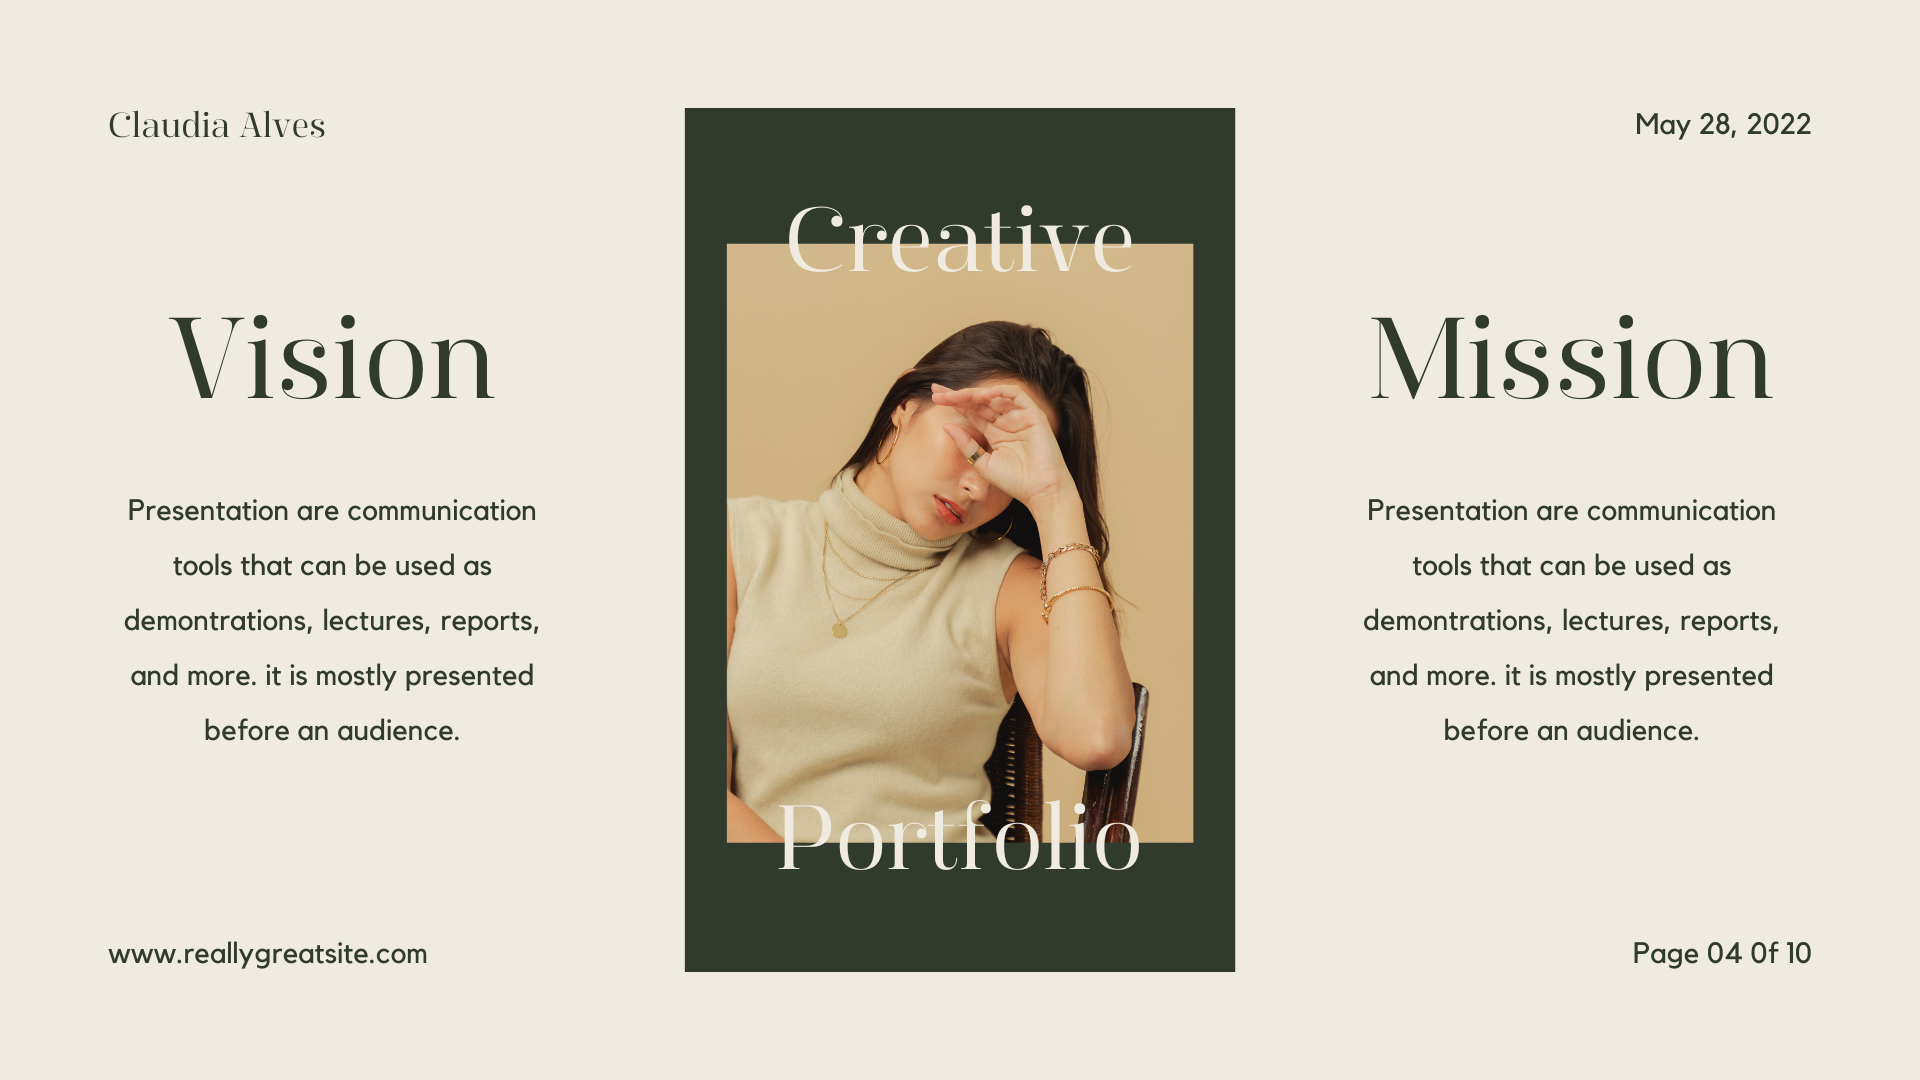 Claudia Alves
May 28, 2022
Creative
Portfolio
Vision
Presentation are communication
tools that can be used as
demontrations, lectures, reports,
and more. it is mostly presented
before an audience.
Mission
Presentation are communication
tools that can be used as
demontrations, lectures, reports,
and more. it is mostly presented
before an audience.
www.reallygreatsite.com
Page 04 0f 10